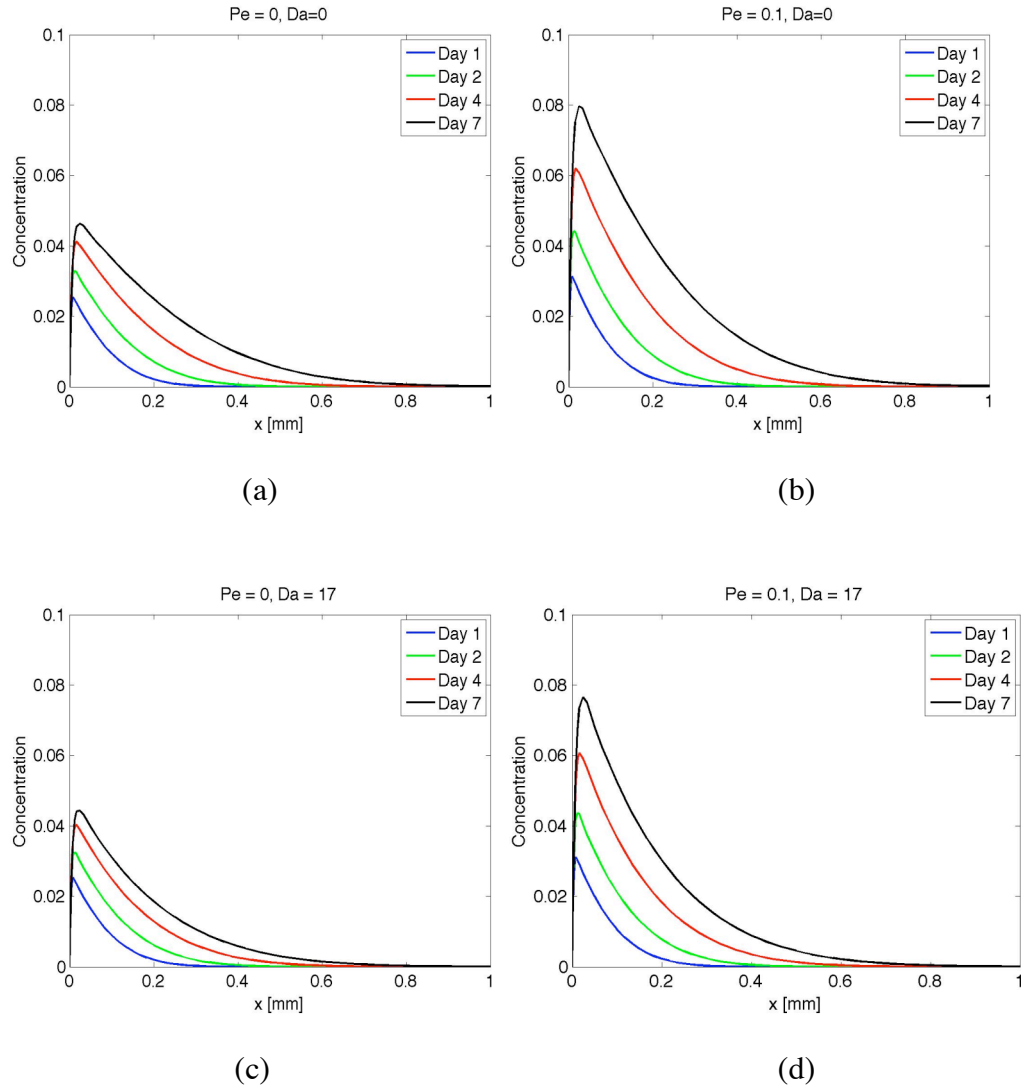 Pe = 0, Da=0
0.1
0.08
0.06
0.04
0.02
0
Concentration
Day 1
Day 2
Day 4
Day 7
0 0.2 0.4 0.6 0.8 1
x [mm]
(a)
Pe = 0.1, Da=0
0.1
0.08
0.06
0.04
0.02
0
Concentration
Day 1
Day 2
Day 4
Day 7
0 0.2 0.4 0.6 0.8 1
x [mm]
(b)
Pe = 0, Da = 17
0.1
0.08
0.06
0.04
0.02
0
Concentration
Day 1
Day 2
Day 4
Day 7
0 0.2 0.4 0.6 0.8 1
x [mm]
(c)
Pe = 0.1, Da = 17
0.1
0.08
0.06
0.04
0.02
0
Concentration
Day 1
Day 2
Day 4
Day 7
0 0.2 0.4 0.6 0.8 1
x [mm]
(d)